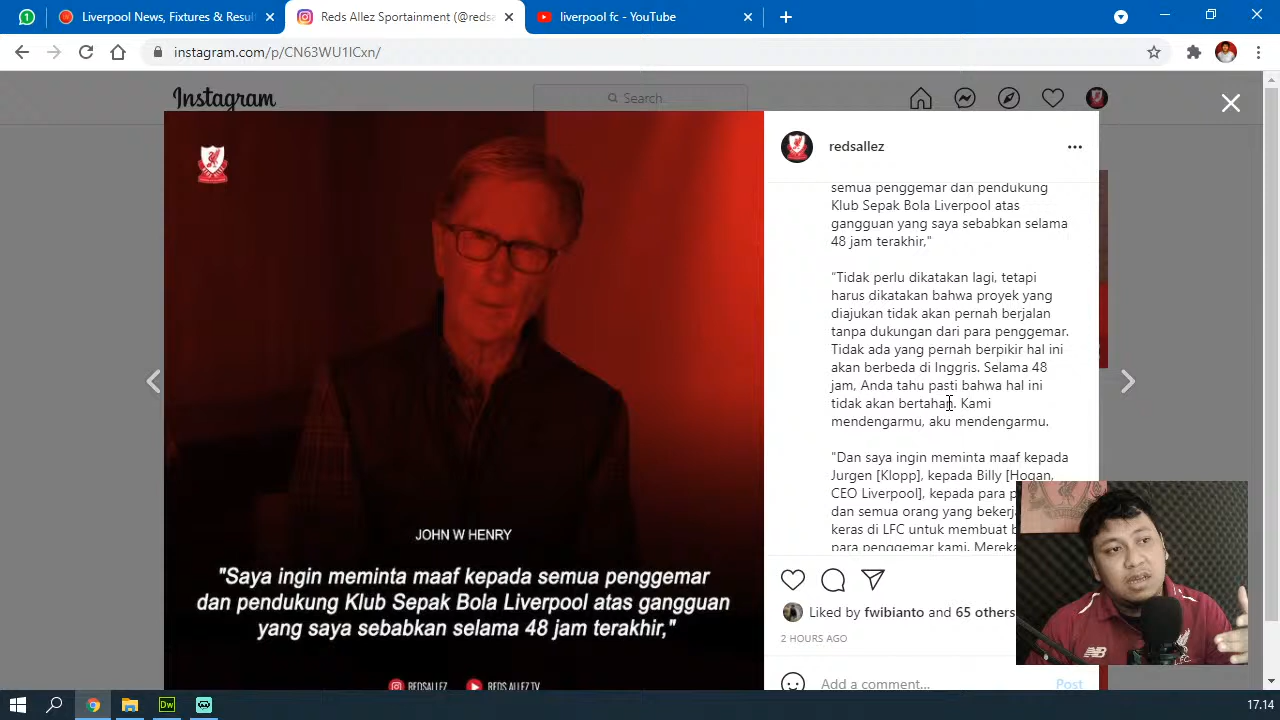 Liverpool News, Fixtures & Result
Reds Allez Sportainment (@redsa
liverpool fc - YouTube
instagram.com/p/CN63WU1lCxn/
Instagram
Search
redsallez
semua penggemar dan pendukung
Klub Sepak Bola Liverpool atas
gangguan yang saya sebabkan selama
48 jam terakhir,"
"Tidak perlu dikatakan lagi, tetapi
harus dikatakan bahwa proyek yang
diajukan tidak akan pernah berjalan
tanpa dukungan dari para penggemar.
Tidak ada yang pernah berpikir hal ini
akan berbeda di Inggris. Selama 48
jam, Anda tahu pasti bahwa hal ini
tidak akan bertahan. Kami
mendengarmu, aku mendengarmu.
"Dan saya ingin meminta maaf kepada
Jurgen [Klopp], kepada Billy [Hogan,
CEO Liverpool], kepada para
dan semua orang yang
keras di LFC untuk membuat
para penggemar kami.
JOHN W HENRY
"Saya ingin meminta maaf kepada semua penggemar
dan pendukung Klub Sepak Bola Liverpool atas gangguan
yang saya sebabkan selama 48 jam terakhir,"
REDSALLEZ
REDS ALLEZ TV
Liked by fwibianto and 65 others
2 HOURS AGO
Add a comment...
Post
17.14